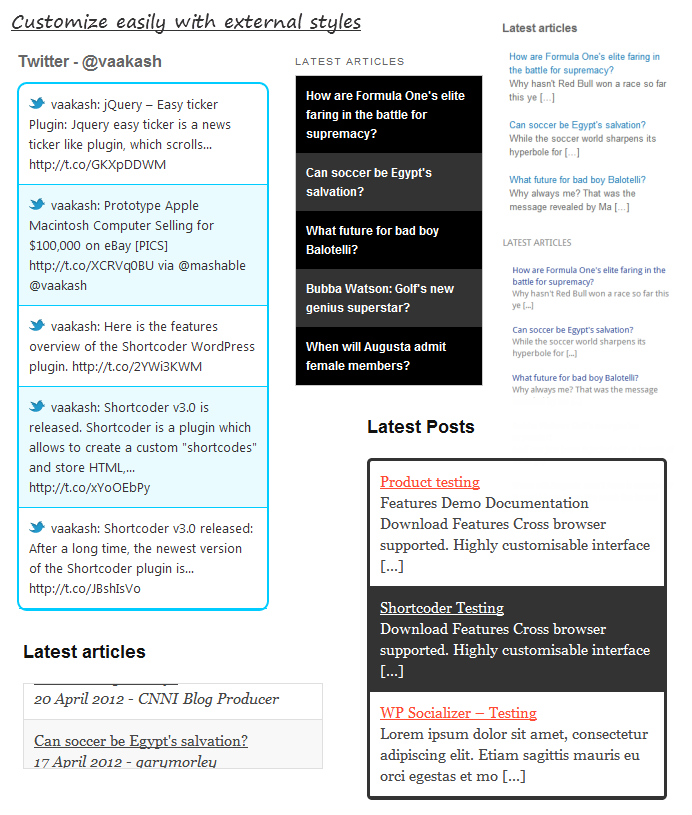 Customize easily with external styles
Twitter - @vaakash
vaakash: jQuery – Easy ticker
Plugin: Jquery easy ticker is a news
ticker like plugin, which scrolls...
http://t.co/GKXpDDWM
vaakash: Prototype Apple
Macintosh Computer Selling for
$100,000 on eBay [PICS]
http://t.co/XCRVq0BU via @mashable
@vaakash
vaakash: Here is the features
overview of the Shortcoder WordPress
plugin. http://t.co/2YWi3KWM
vaakash: Shortcoder v3.0 is
released. Shortcoder is a plugin which
allows to create a custom "shortcodes"
and store HTML,...
http://t.co/xYoOEbPy
vaakash: Shortcoder v3.0 released:
After a long time, the newest version
of the Shortcoder plugin is...
http://t.co/JBshIsVo
LATEST ARTICLES
How are Formula One's elite
faring in the battle for
supremacy?
Can soccer be Egypt's
salvation?
What future for bad boy
Balotelli?
Bubba Watson: Golf's new
genius superstar?
When will Augusta admit
female members?
Latest articles
How are Formula One's elite faring in
the battle for supremacy?
Why hasn't Red Bull won a race so far
this ye [...]
Can soccer be Egypt's salvation?
While the soccer world sharpens its
hyperbole for [...]
What future for bad boy Balotelli?
Why always me? That was the
message revealed by Ma [...]
LATEST ARTICLES
How are Formula One's elite faring in the
battle for supremacy?
Why hasn't Red Bull won a race so far this
ye [...]
Can soccer be Egypt's salvation?
While the soccer world sharpens its
hyperbole for [...]
What future for bad boy Balotelli?
Why always me? That was the message
Latest Posts
Product testing
Features Demo Documentation
Download Features Cross browser
supported. Highly customisable interface
[...]
Shortcoder Testing
Download Features Cross browser
supported. Highly customisable interface
[...]
WP Socializer – Testing
Lorem ipsum dolor sit amet, consectetur
adipiscing elit. Etiam sagittis mauris eu
orci egestas et mo [...]
Latest articles
20 April 2012 - CNNI Blog Producer
Can soccer be Egypt's salvation?
17 April 2012 - garymorley